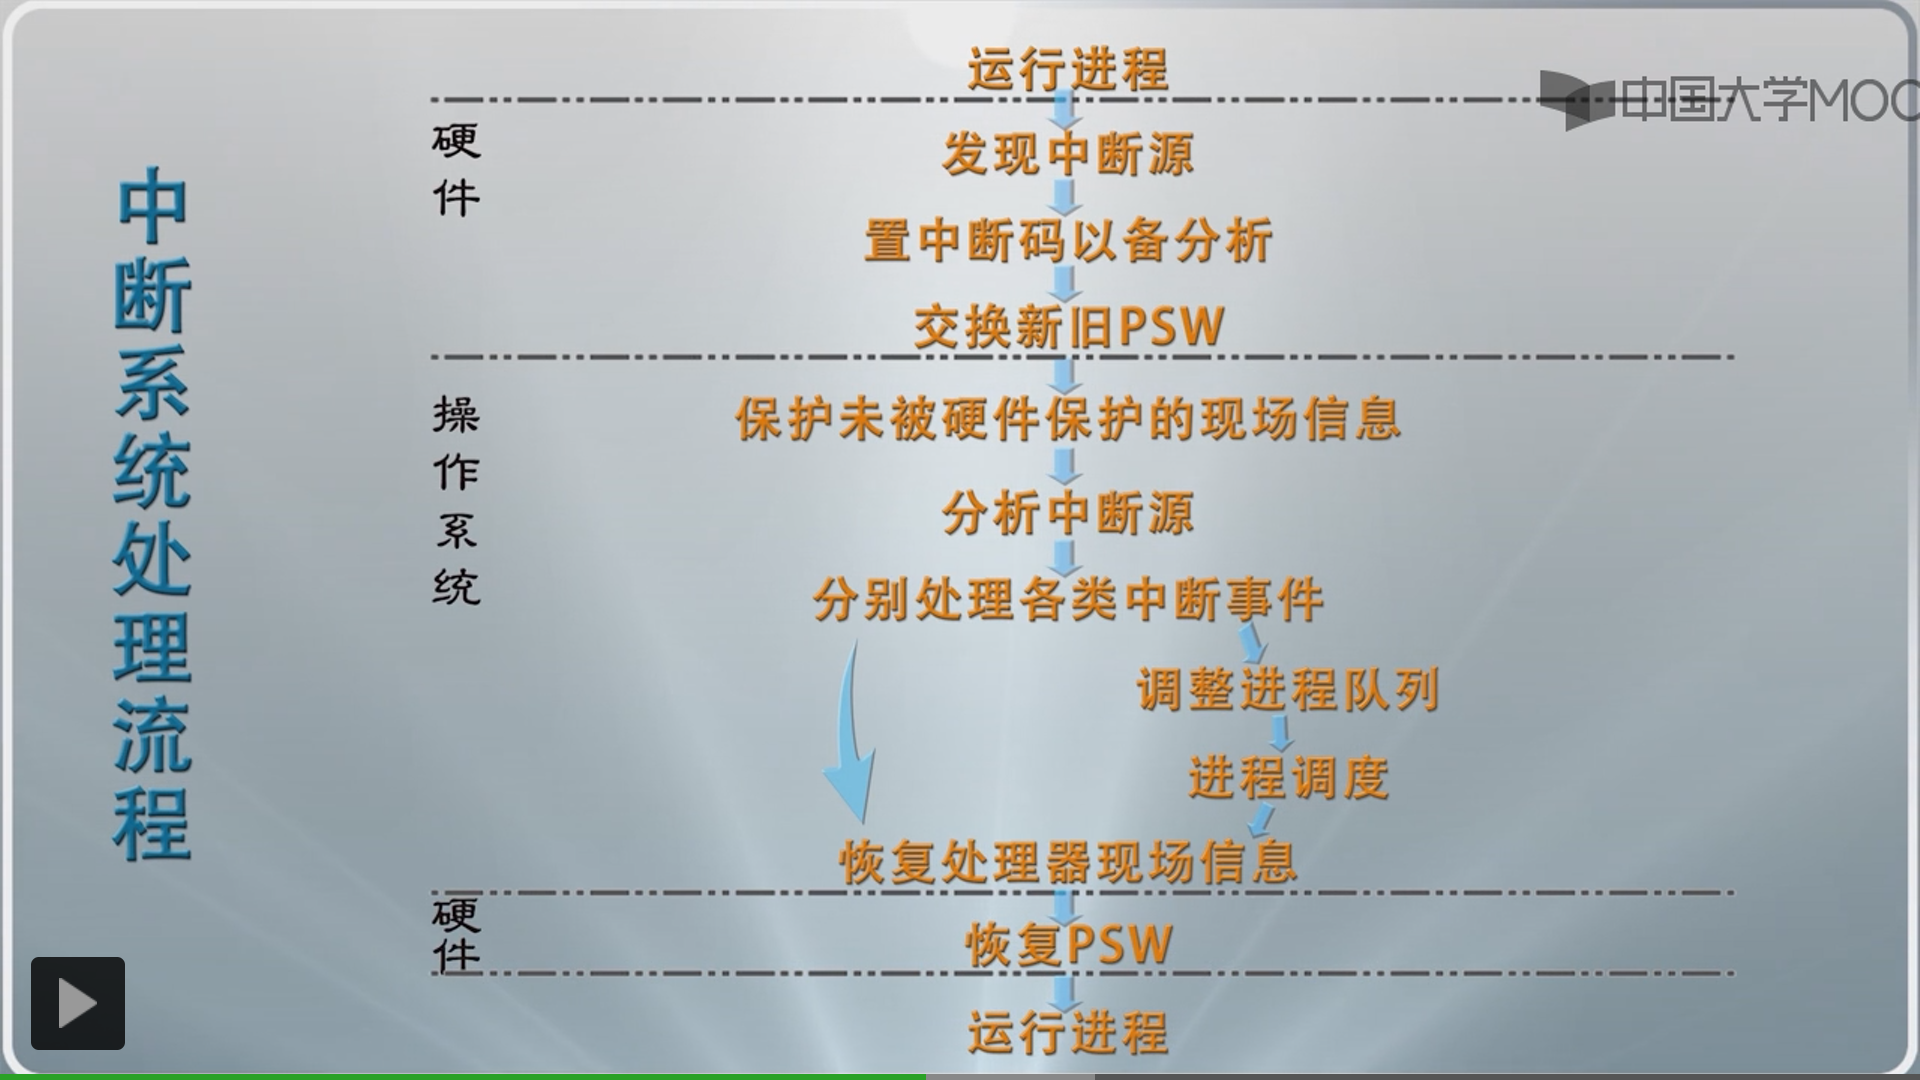 中断系统处理流程
运行进程
中国大学MOO
硬件
发现中断源
置中断码以备分析
交换新旧PSW
操作系统
保护未被硬件保护的现场信息
分析中断源
分别处理各类中断事件
调整进程队列
进程调度
恢复处理器现场信息
硬件
恢复PSW
运行进程